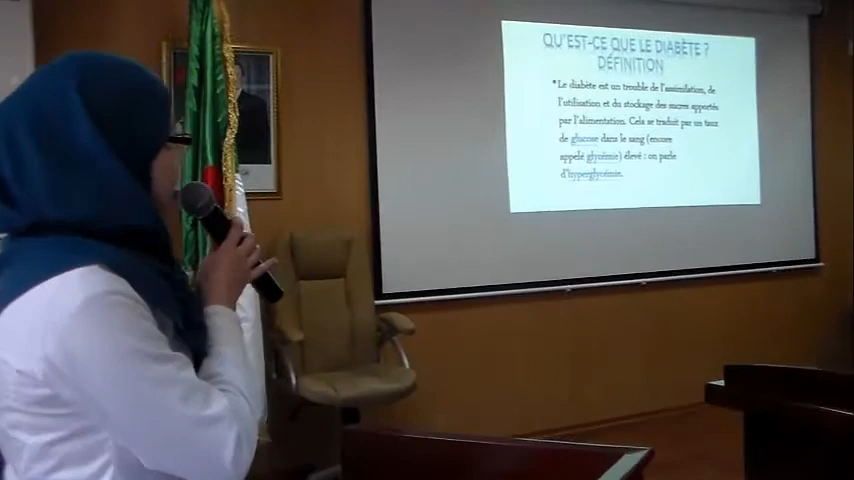 QU'EST-CE QUE LE DIABÈTE ?
DÉFINITION
*Le diabète est un trouble de l'assimilation, de
l'utilisation et du stockage des sucres apportés
par l'alimentation. Cela se traduit par un taux
de glucose dans le sang (encore
appelé glycémie) élevé : on parle
d'hyperglycémie.